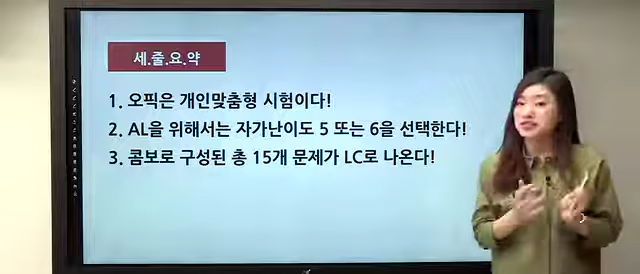 세.줄.요.약
1. 오픽은 개인맞춤형 시험이다!
2. AL을 위해서는 자가난이도 5 또는 6을 선택한다!
3. 콤보로 구성된 총 15개 문제가 LC로 나온다!